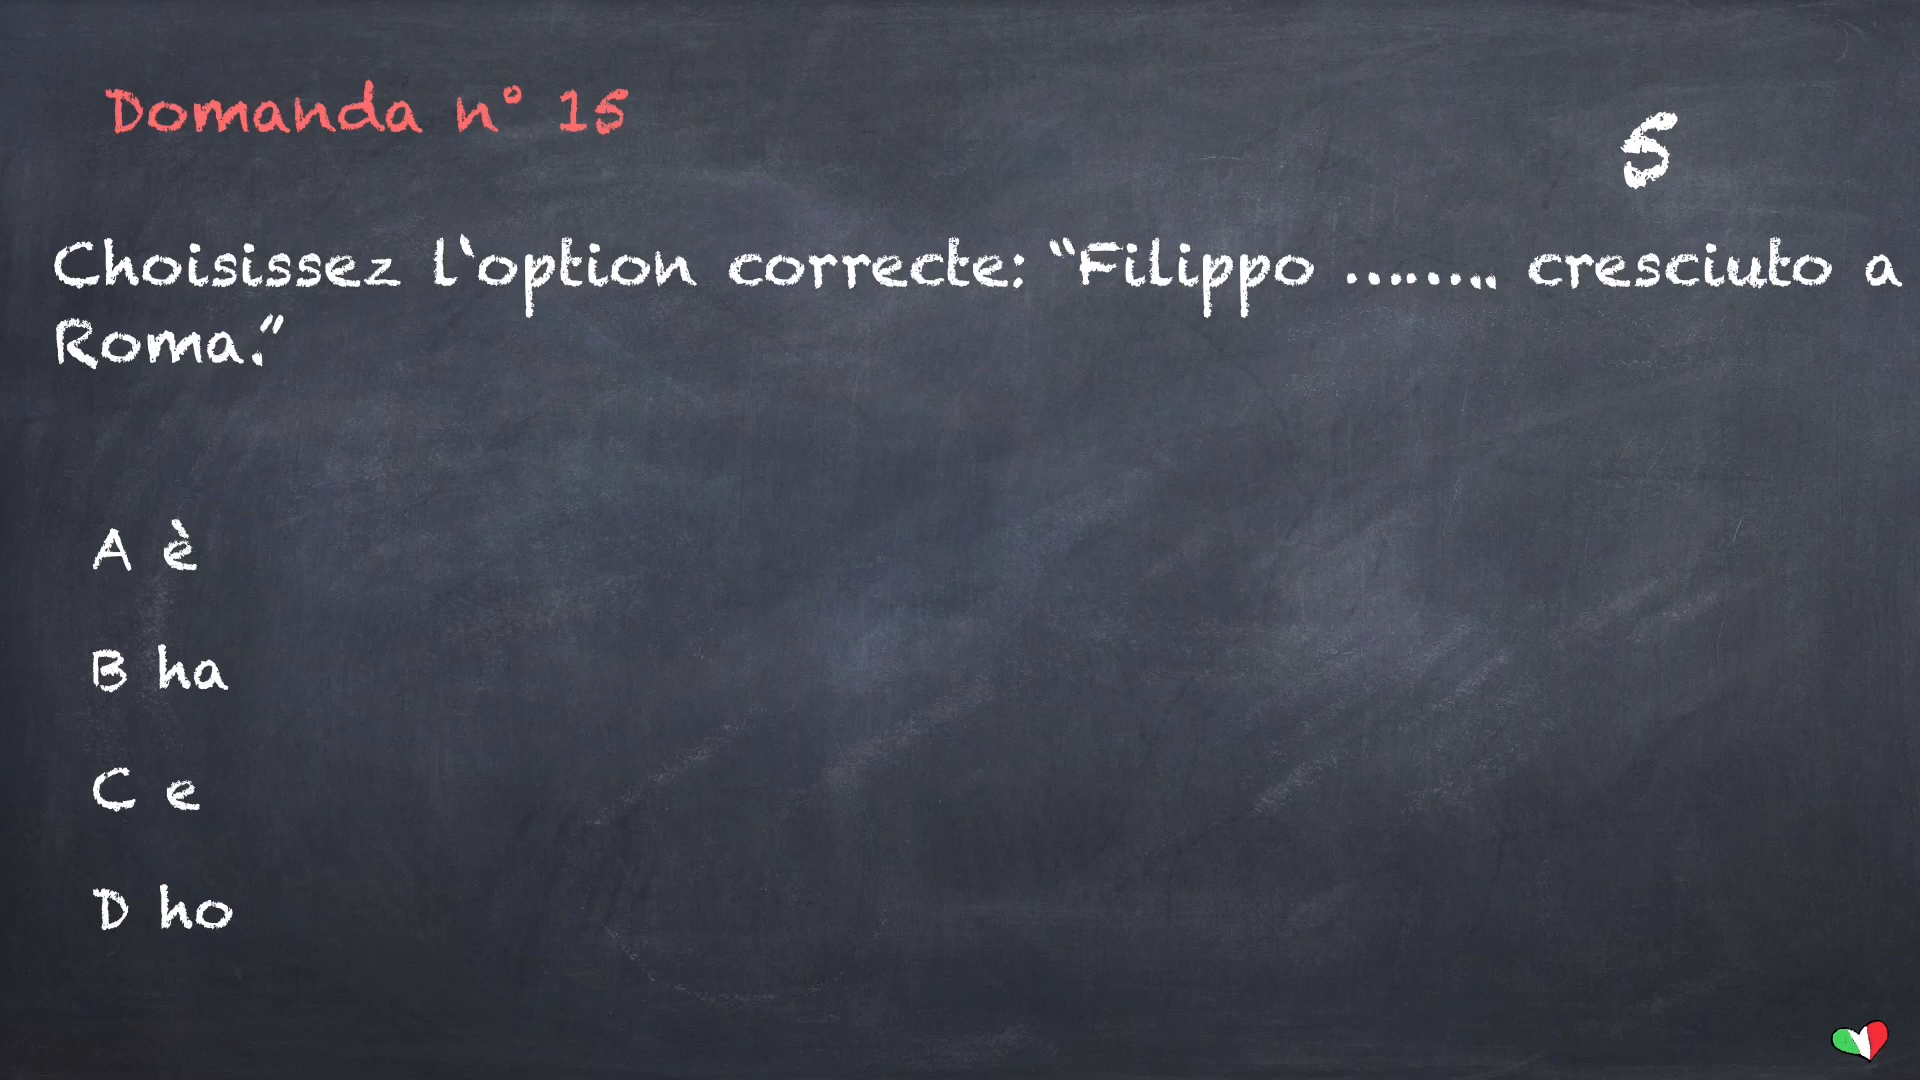 Domanda n° 15
5
Choisissez l'option correcte: “Filippo …….. cresciuto a
Roma.”
A è
B ha
C e
D ho